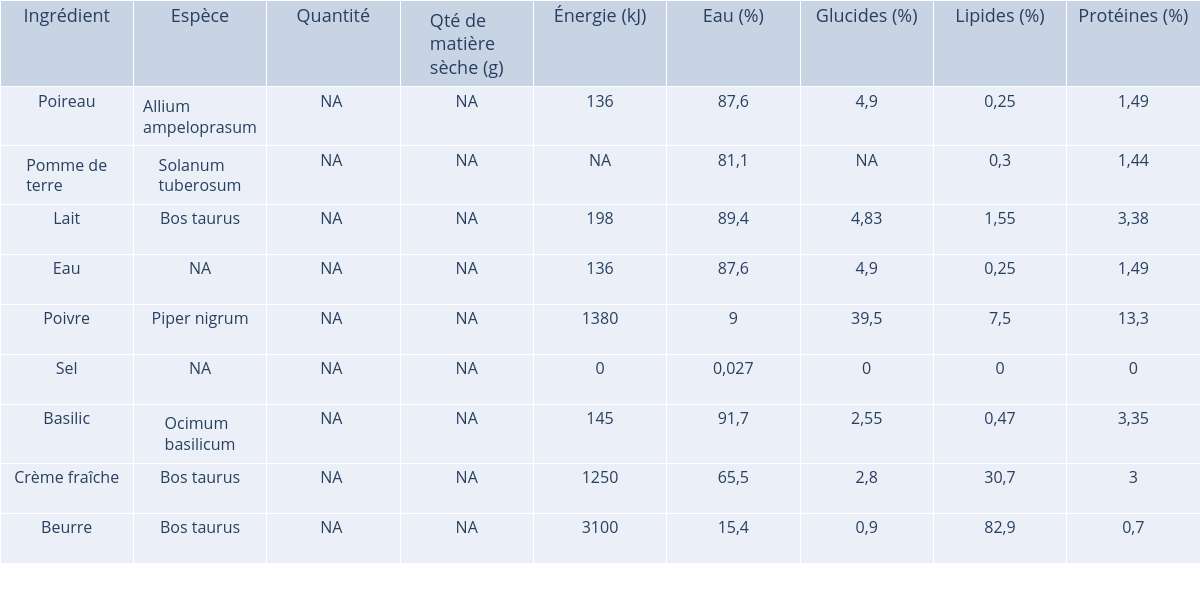 Ingrédient Espèce Quantité Qté de matière sèche (g) Énergie (kJ) Eau (%) Glucides (%) Lipides (%) Protéines (%)
Poireau Allium ampeloprasum NA NA 136 87,6 4,9 0,25 1,49
Pomme de terre Solanum tuberosum NA NA NA 81,1 NA 0,3 1,44
Lait Bos taurus NA NA 198 89,4 4,83 1,55 3,38
Eau NA NA NA 136 87,6 4,9 0,25 1,49
Poivre Piper nigrum NA NA 1380 9 39,5 7,5 13,3
Sel NA NA NA 0 0,027 0 0 0
Basilic Ocimum basilicum NA NA 145 91,7 2,55 0,47 3,35
Crème fraîche Bos taurus NA NA 1250 65,5 2,8 30,7 3
Beurre Bos taurus NA NA 3100 15,4 0,9 82,9 0,7